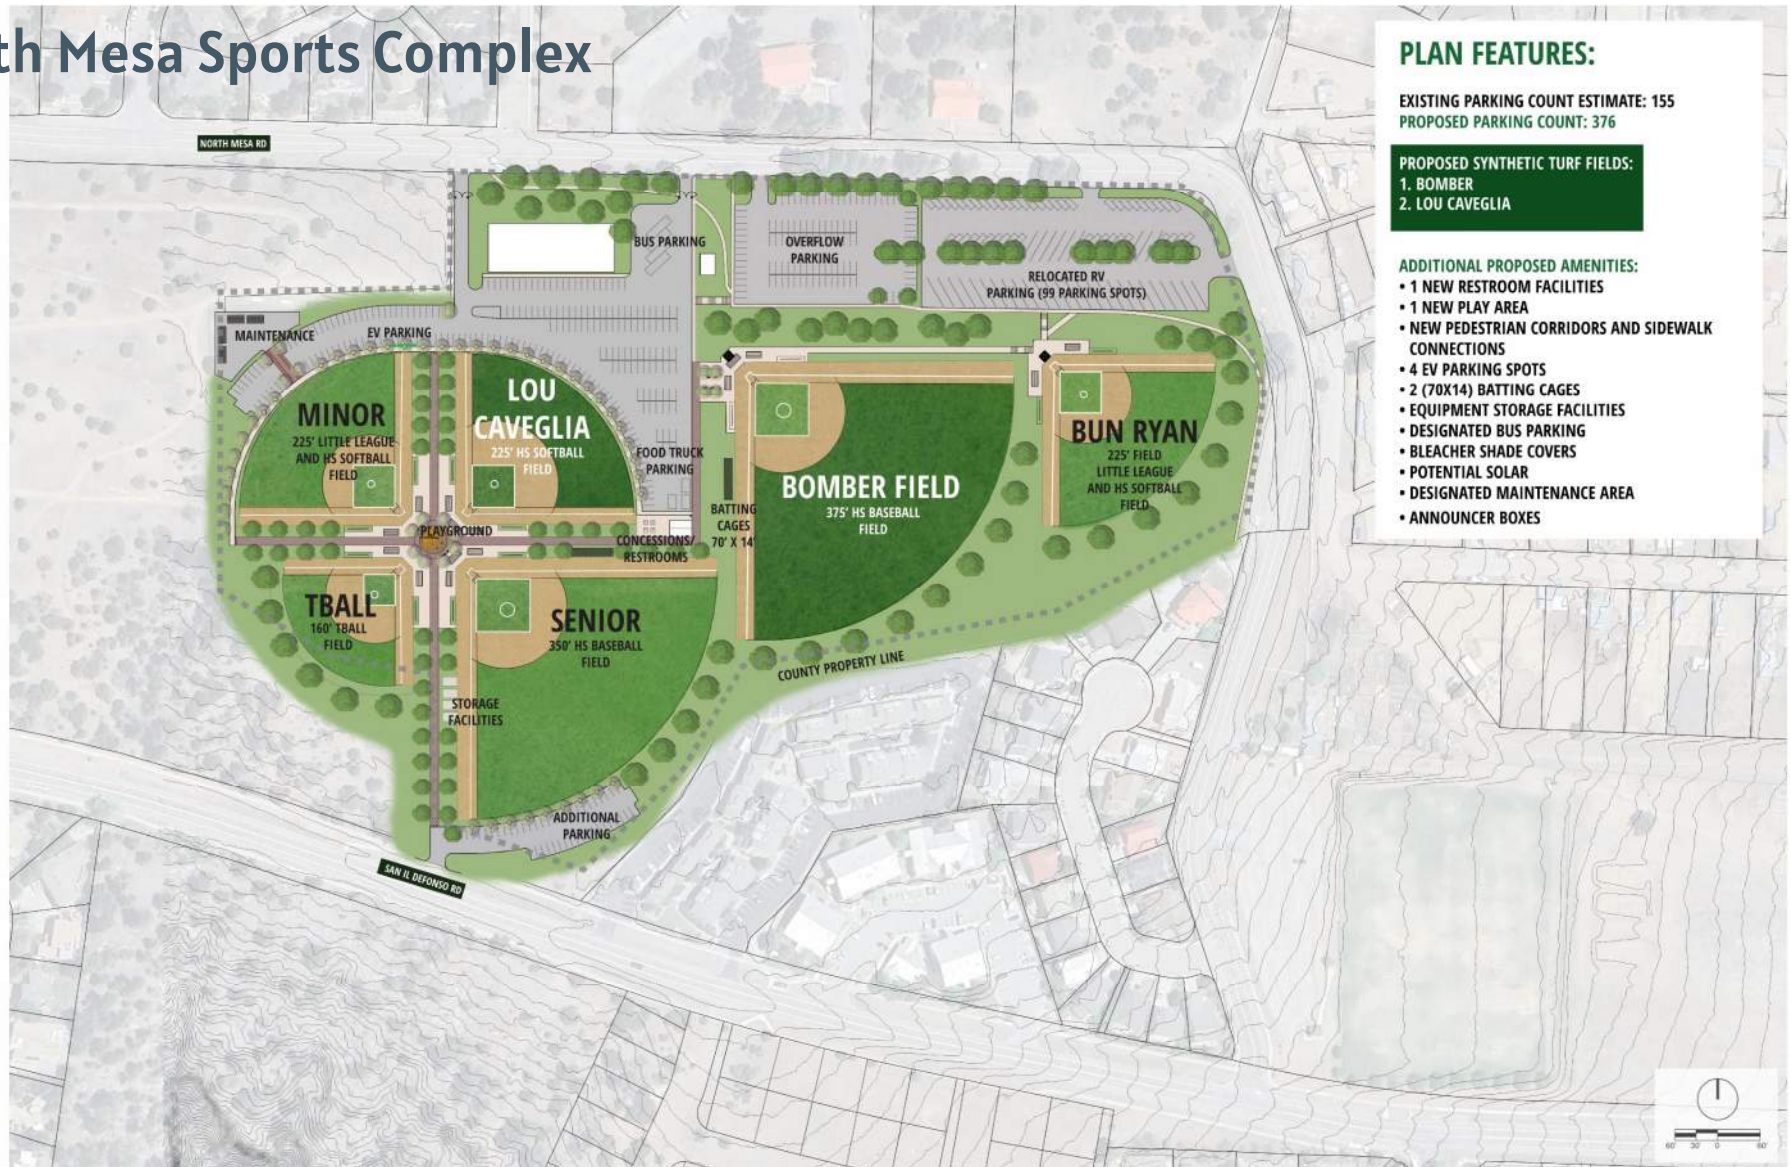 th Mesa Sports Complex
NORTH MESA RD
BUS PARKING
OVERFLOW
PARKING
RELOCATED RV
PARKING (99 PARKING SPOTS)
MAINTENANCE
EV PARKING
MINOR
225' LITTLE LEAGUE
AND HS SOFTBALL
FIELD
LOU
CAVEGLIA
225' HS SOFTBALL
FIELD
FOOD TRUCK
PARKING
BATTING
CAGES
70' X 14'
BOMBER FIELD
375' HS BASEBALL
FIELD
BUN RYAN
225' FIELD
LITTLE LEAGUE
AND HS SOFTBALL
FIELD
PLAYGROUND
CONCESSIONS/
RESTROOMS
TBALL
160' TBALL
FIELD
SENIOR
350' HS BASEBALL
FIELD
STORAGE
FACILITIES
COUNTY PROPERTY LINE
ADDITIONAL
PARKING
SAN IL DEFONSO RD
PLAN FEATURES:
EXISTING PARKING COUNT ESTIMATE: 155
PROPOSED PARKING COUNT: 376
PROPOSED SYNTHETIC TURF FIELDS:
1. BOMBER
2. LOU CAVEGLIA
ADDITIONAL PROPOSED AMENITIES:
• 1 NEW RESTROOM FACILITIES
• 1 NEW PLAY AREA
• NEW PEDESTRIAN CORRIDORS AND SIDEWALK
CONNECTIONS
• 4 EV PARKING SPOTS
• 2 (70X14) BATTING CAGES
• EQUIPMENT STORAGE FACILITIES
• DESIGNATED BUS PARKING
• BLEACHER SHADE COVERS
• POTENTIAL SOLAR
• DESIGNATED MAINTENANCE AREA
• ANNOUNCER BOXES
60' 30' 0 60'